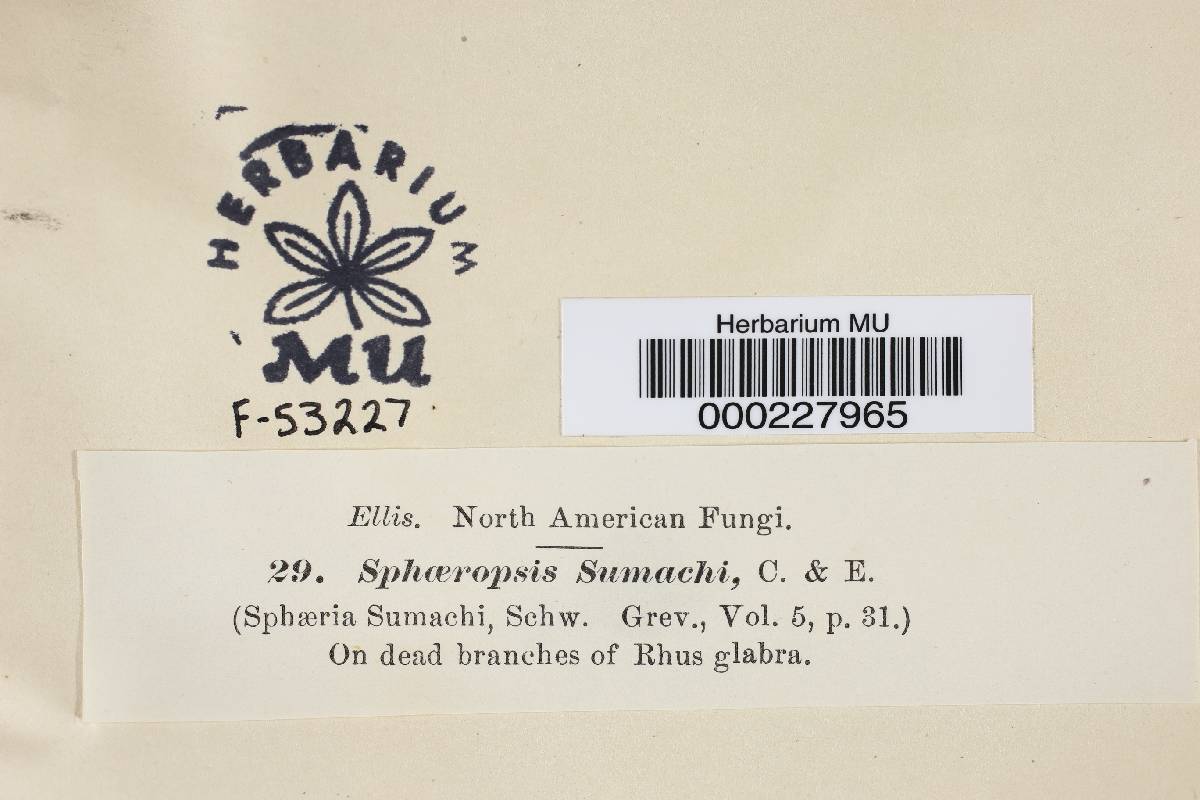 HERBARIUM
MU
F-53227
Herbarium MU
000227965
Ellis. North American Fungi.
29. Sphæropsis Sumachi, C. & E.
(Sphæria Sumachi, Schw. Grev., Vol. 5, p. 31.)
On dead branches of Rhus glabra.